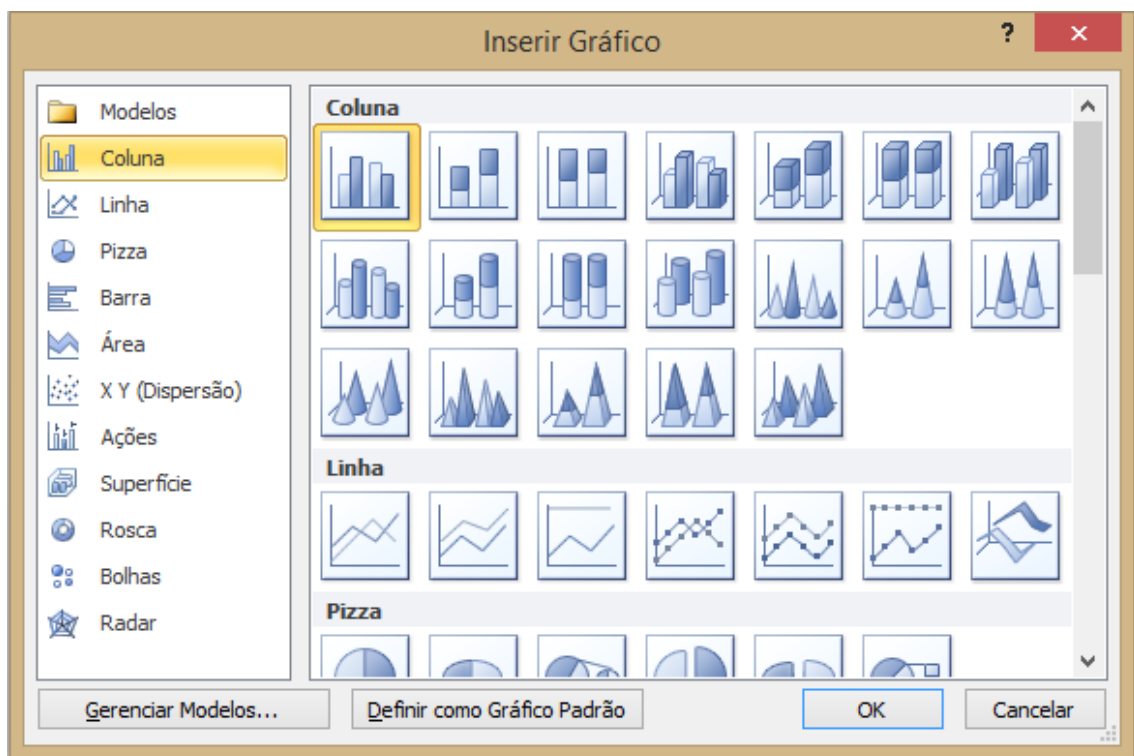 Inserir Gráfico
?
Modelos
Coluna
Linha
Pizza
Barra
Área
X Y (Dispersão)
Ações
Superfície
Rosca
Bolhas
Radar
Coluna
Linha
Pizza
Gerenciar Modelos...
Definir como Gráfico Padrão
OK
Cancelar